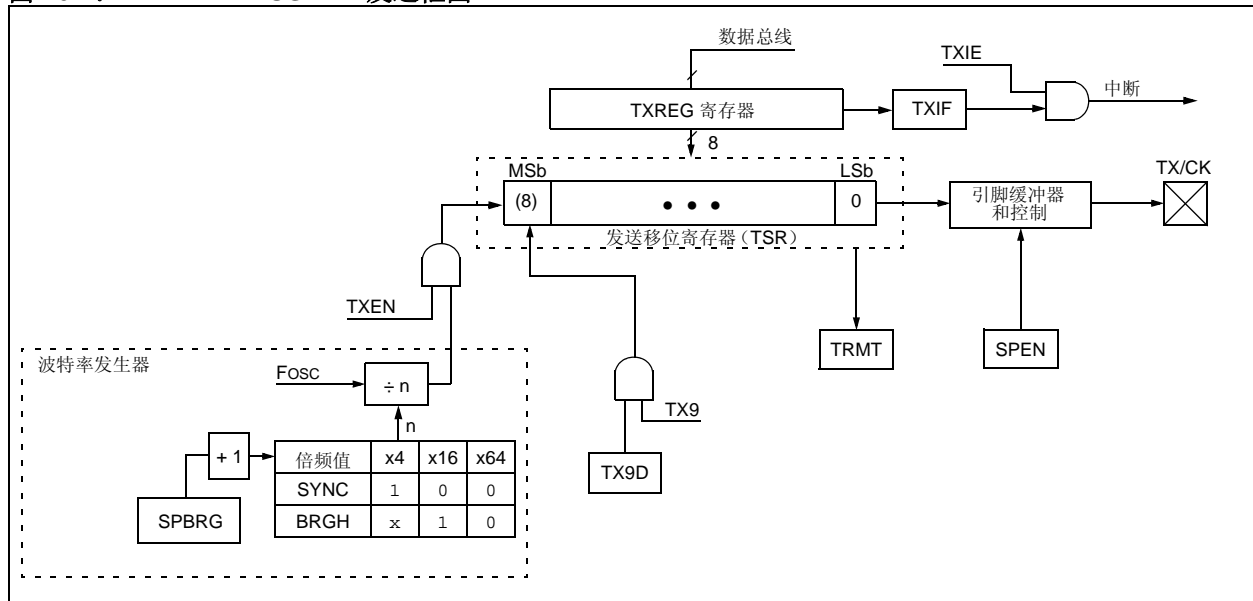 数据总线
TXIE
中断
TXREG 寄存器
TXIF
8
MSb
LSb
TX/CK
(8)
• • •
0
引脚缓冲器
和控制
发送移位寄存器（TSR）
TXEN
TRMT
SPEN
波特率发生器
FOSC
÷ n
n
TX9
+ 1
倍频值 x4 x16 x64
SYNC 1 0 0
BRGH x 1 0
TX9D
SPBRG